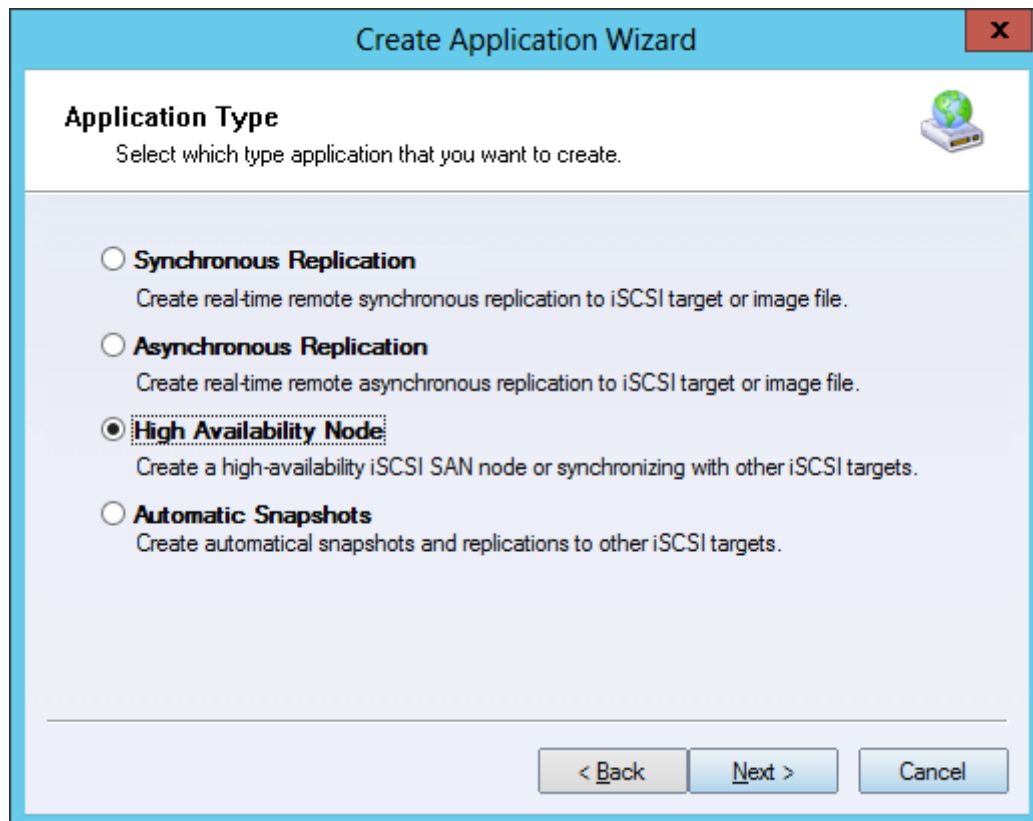 Create Application Wizard
x
Application Type
Select which type application that you want to create.
Synchronous Replication
Create real-time remote synchronous replication to iSCSI target or image file.
Asynchronous Replication
Create real-time remote asynchronous replication to iSCSI target or image file.
High Availability Node
Create a high-availability iSCSI SAN node or synchronizing with other iSCSI targets.
Automatic Snapshots
Create automatical snapshots and replications to other iSCSI targets.
< Back Next > Cancel